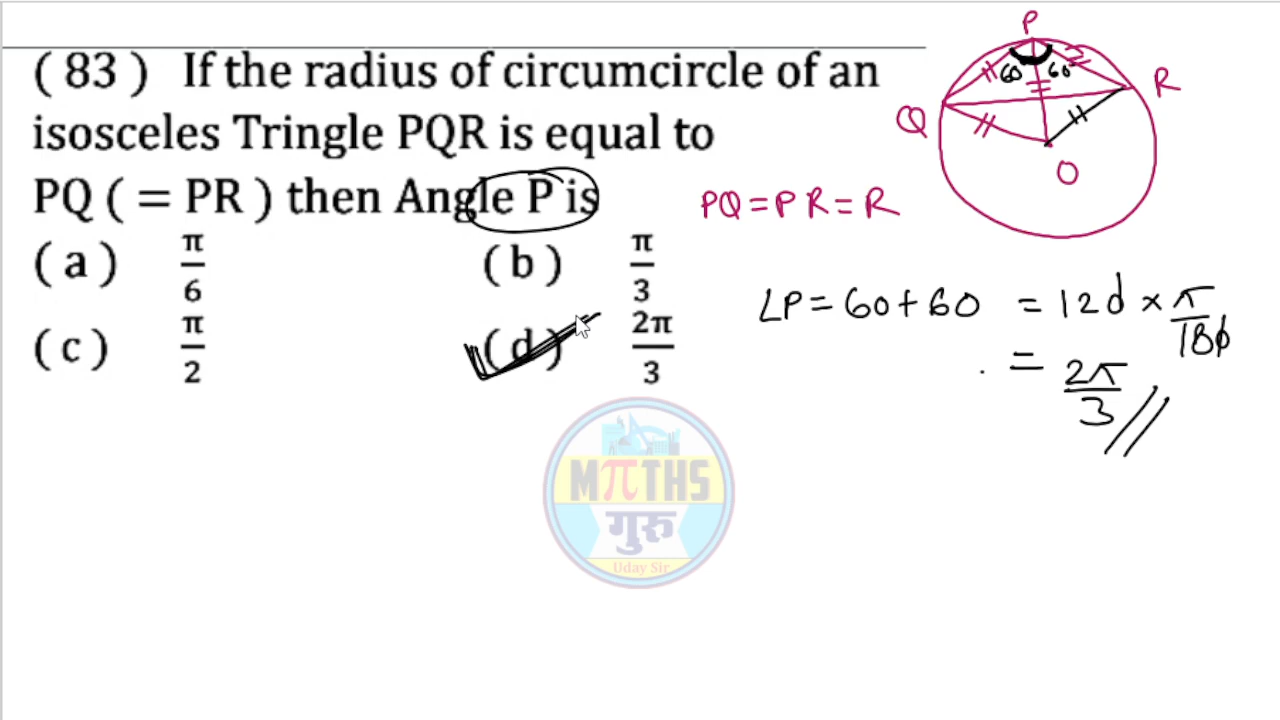 (83) If the radius of circumcircle of an
isosceles Tringle PQR is equal to
PQ ( = PR ) then Angle P is
(a) π/6 (b) π/3
(c) π/2 (d) 2π/3
P
60 60
Q R
O
PQ = PR = R
∠P = 60 + 60 = 120 × π/180
= 2π/3 //
MπTHS
गुरु
Uday Sir